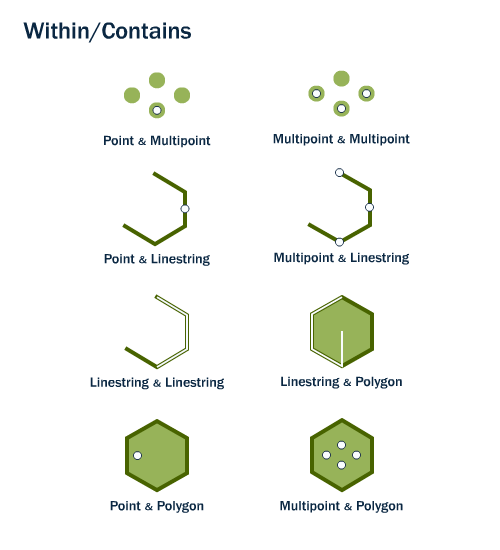 Within/Contains
Point & Multipoint
Multipoint & Multipoint
Point & Linestring
Multipoint & Linestring
Linestring & Linestring
Linestring & Polygon
Point & Polygon
Multipoint & Polygon